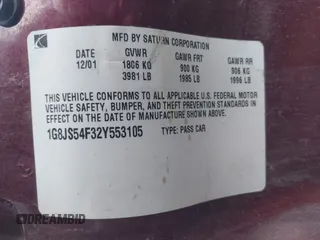 MFD BY SATURN CORPORATION
DATE GVWR GAWR FRT GAWR RR
12/01 1806 KG 900 KG 906 KG
3981 LB 1985 LB 1996 LB
THIS VEHICLE CONFORMS TO ALL APPLICABLE U.S. FEDERAL MOTOR
VEHICLE SAFETY, BUMPER, AND THEFT PREVENTION STANDARDS IN
EFFECT ON THE DATE OF MANUFACTURE SHOWN ABOVE.
1G8JS54F32Y553105 TYPE: PASS CAR
© DREAMBID